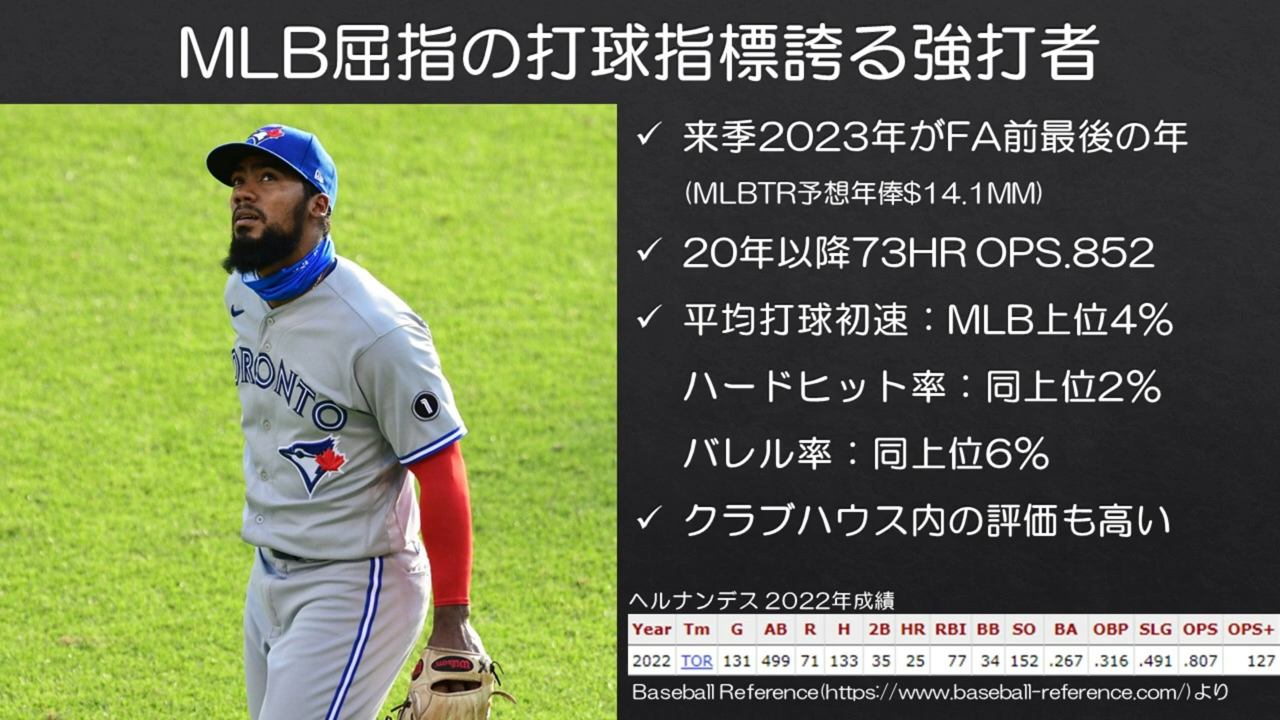 MLB屈指の打球指標誇る強打者
✓ 来季2023年がFA前最後の年
(MLBTR予想年俸$14.1MM)
✓ 20年以降73HR OPS.852
✓ 平均打球初速：MLB上位4%
ハードヒット率：同上位2%
バレル率：同上位6%
✓ クラブハウス内の評価も高い
ORONTO
1
Wilson
ヘルナンデス 2022年成績
Year Tm G AB R H 2B HR RBI BB SO BA OBP SLG OPS OPS+
2022 TOR 131 499 71 133 35 25 77 34 152 .267 .316 .491 .807 127
Baseball Reference(https://www.baseball-reference.com/)より